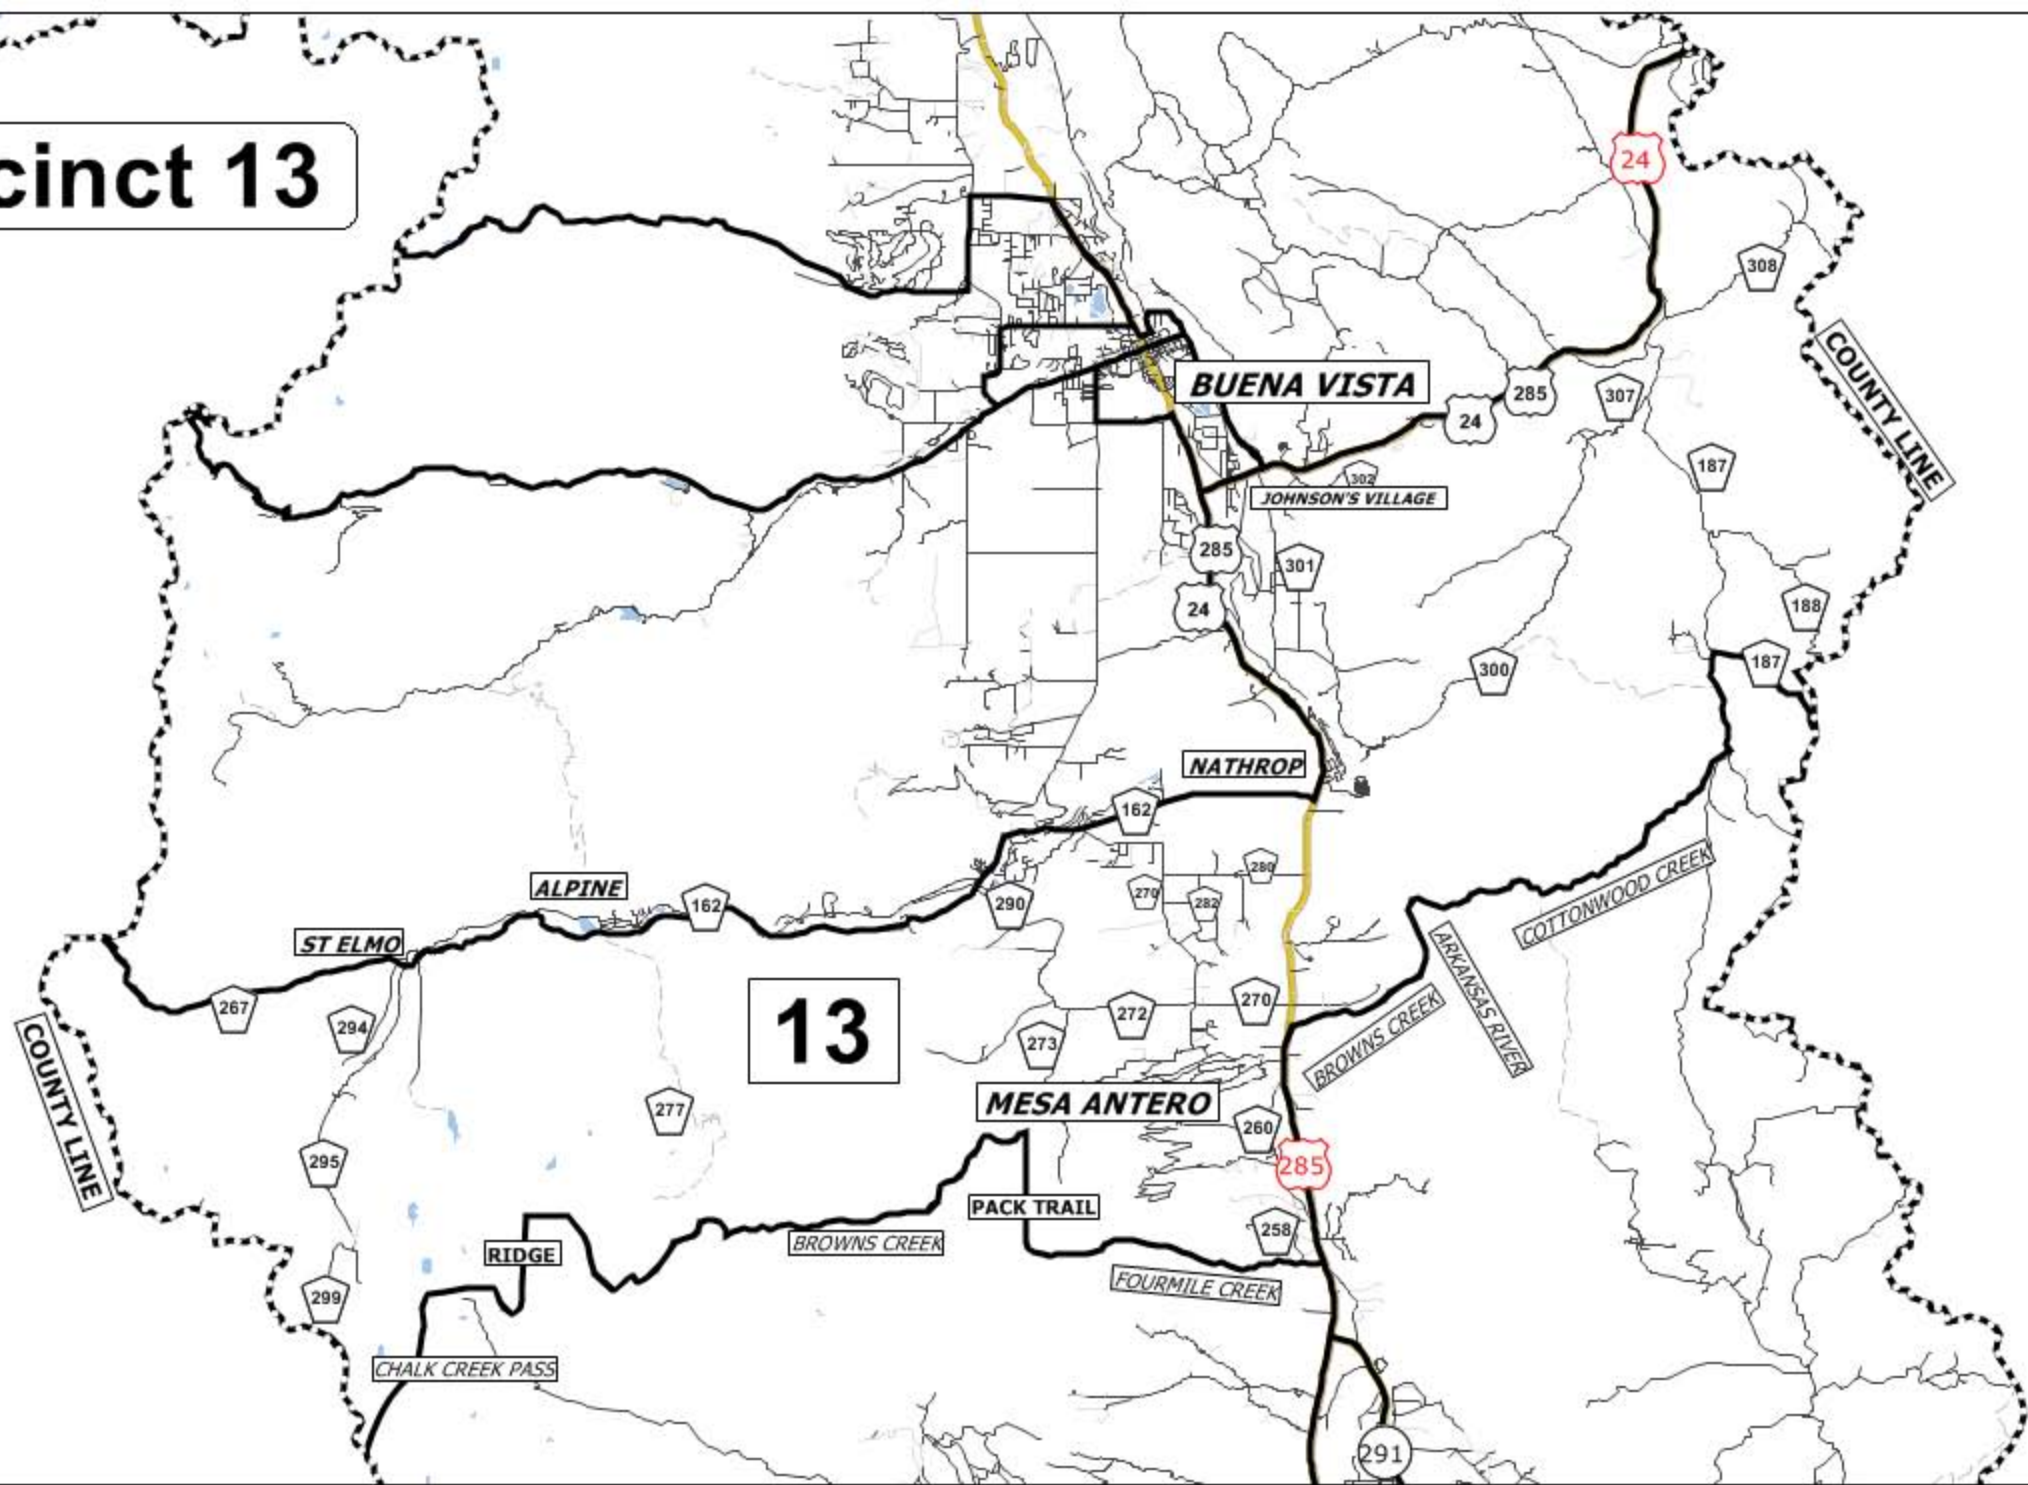 cinct 13
24
308
COUNTY LINE
BUENA VISTA
285
24
307
187
302
JOHNSON'S VILLAGE
285
301
24
188
187
300
NATHROP
162
280
ALPINE
270
282
290
162
COTTONWOOD CREEK
ST ELMO
ARKANSAS RIVER
267
294
13
272
270
BROWNS CREEK
273
COUNTY LINE
277
MESA ANTERO
260
295
285
PACK TRAIL
258
BROWNS CREEK
RIDGE
FOURMILE CREEK
299
CHALK CREEK PASS
291